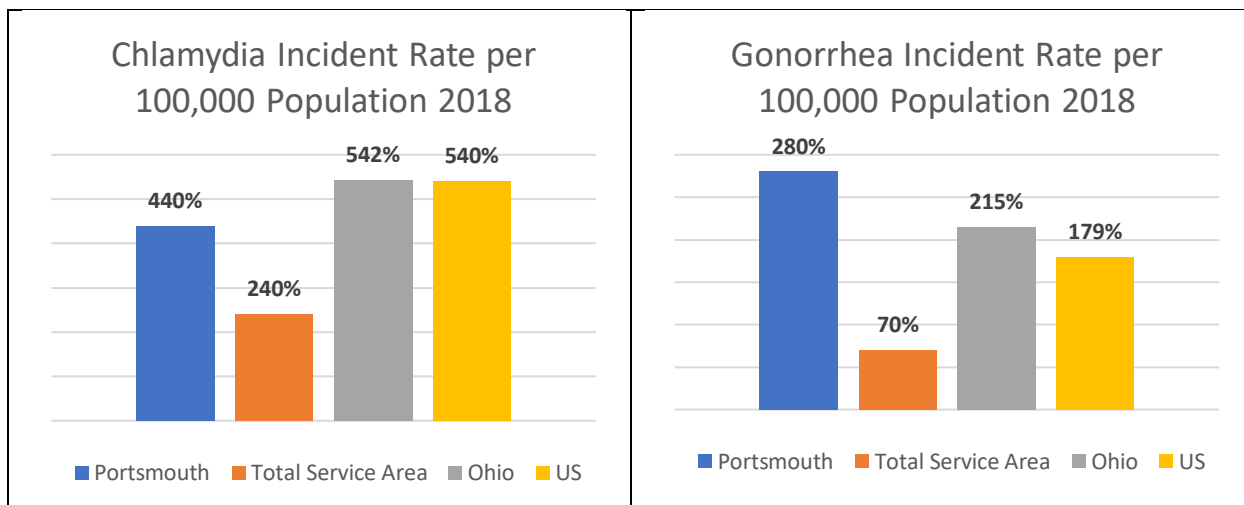 Chlamydia Incident Rate per
100,000 Population 2018
542%
540%
440%
240%
Portsmouth
Total Service Area
Ohio
US
Gonorrhea Incident Rate per
100,000 Population 2018
280%
215%
179%
70%
Portsmouth
Total Service Area
Ohio
US